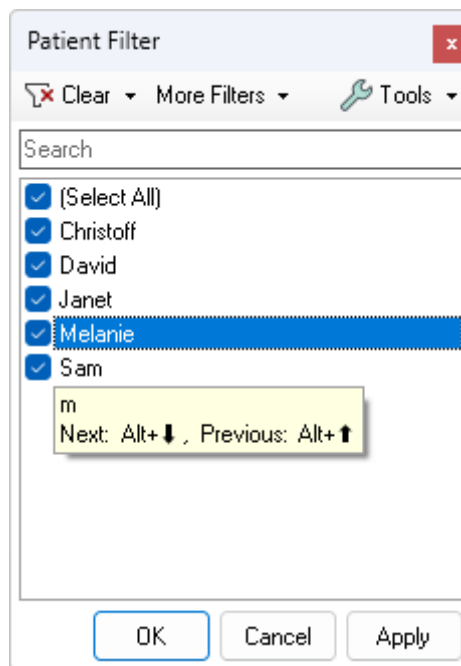 Patient Filter
x
Clear More Filters Tools
Search
(Select All)
Christoff
David
Janet
Melanie
Sam
m
Next: Alt+⬇ , Previous: Alt+⬆
OK Cancel Apply